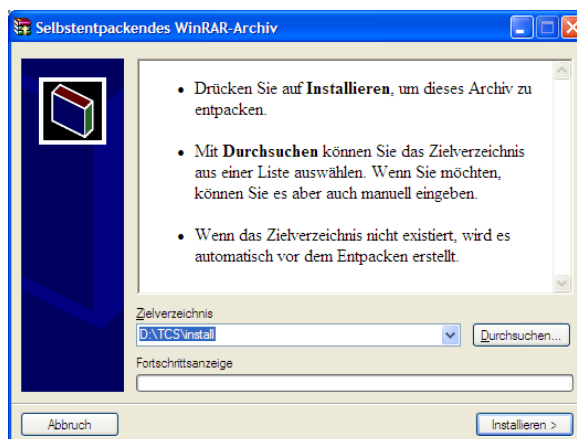 Selbstentpackendes WinRAR-Archiv
• Drücken Sie auf Installieren, um dieses Archiv zu
entpacken.
• Mit Durchsuchen können Sie das Zielverzeichnis
aus einer Liste auswählen. Wenn Sie möchten,
können Sie es aber auch manuell eingeben.
• Wenn das Zielverzeichnis nicht existiert, wird es
automatisch vor dem Entpacken erstellt.
Zielverzeichnis
D:\TCS\install
Durchsuchen...
Fortschrittsanzeige
Abbruch
Installieren >